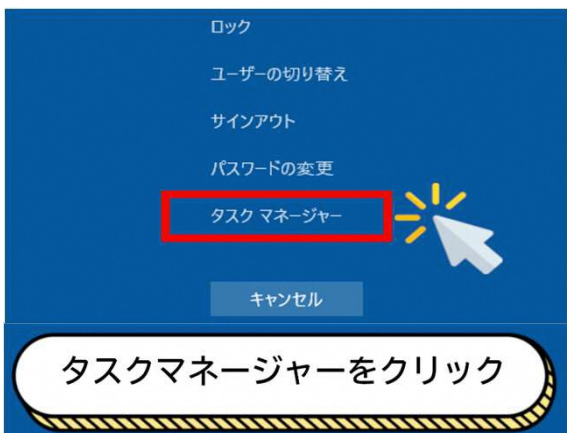 ロック
ユーザーの切り替え
サインアウト
パスワードの変更
タスク マネージャー
キャンセル
タスクマネージャーをクリック